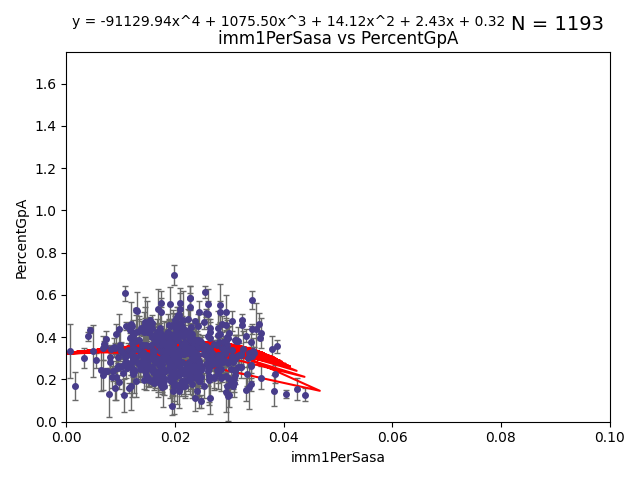 y = -91129.94x^4 + 1075.50x^3 + 14.12x^2 + 2.43x + 0.32 N = 1193
imm1PerSasa vs PercentGpA
1.6
1.4
1.2
1.0
0.8
0.6
0.4
0.2
0.0
PercentGpA
0.00 0.02 0.04 0.06 0.08 0.10
imm1PerSasa